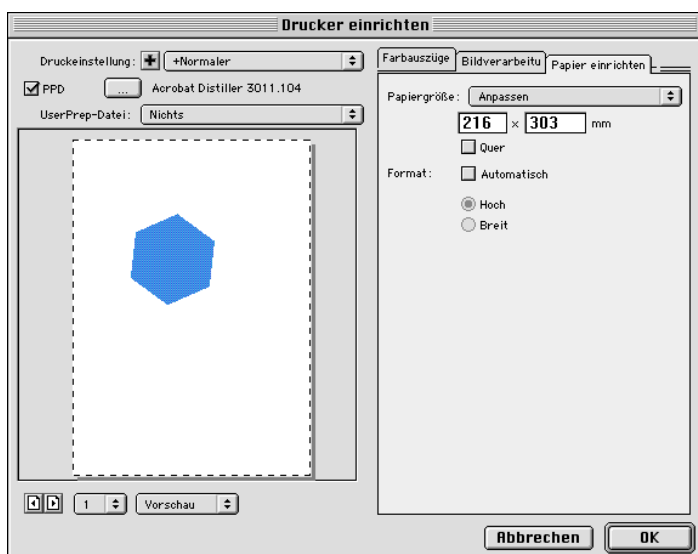 Drucker einrichten
Druckeinstellung: +Normaler
PPD ... Acrobat Distiller 3011.104
UserPrep-Datei: Nichts
1 Vorschau
Farbauszüge Bildverarbeitu Papier einrichten
Papiergröße: Anpassen
216 × 303 mm
Quer
Format: Automatisch
Hoch
Breit
Abbrechen OK